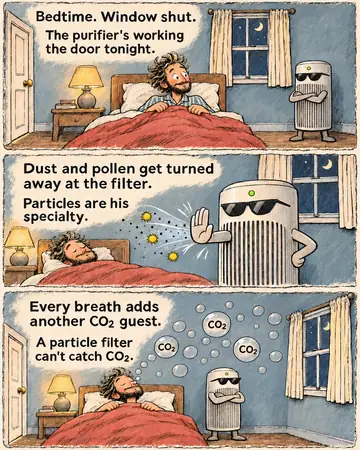 Bedtime. Window shut.
The purifier's working
the door tonight.
Dust and pollen get turned
away at the filter.
Particles are his
specialty.
Every breath adds
another CO₂ guest.
A particle filter
can't catch CO₂.
CO₂
CO₂
CO₂